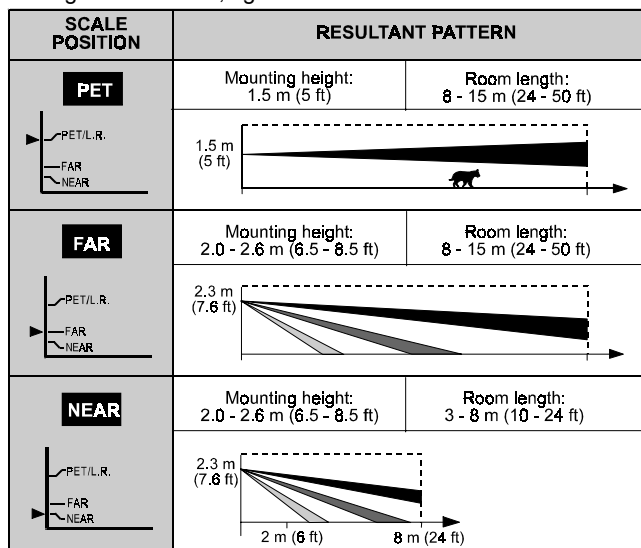 SCALE POSITION
RESULTANT PATTERN
PET
Mounting height:
1.5 m (5 ft)
Room length:
8 - 15 m (24 - 50 ft)
PET/L.R.
FAR
NEAR
1.5 m
(5 ft)
FAR
Mounting height:
2.0 - 2.6 m (6.5 - 8.5 ft)
Room length:
8 - 15 m (24 - 50 ft)
PET/L.R.
FAR
NEAR
2.3 m
(7.6 ft)
NEAR
Mounting height:
2.0 - 2.6 m (6.5 - 8.5 ft)
Room length:
3 - 8 m (10 - 24 ft)
PET/L.R.
FAR
NEAR
2.3 m
(7.6 ft)
2 m (6 ft)
8 m (24 ft)